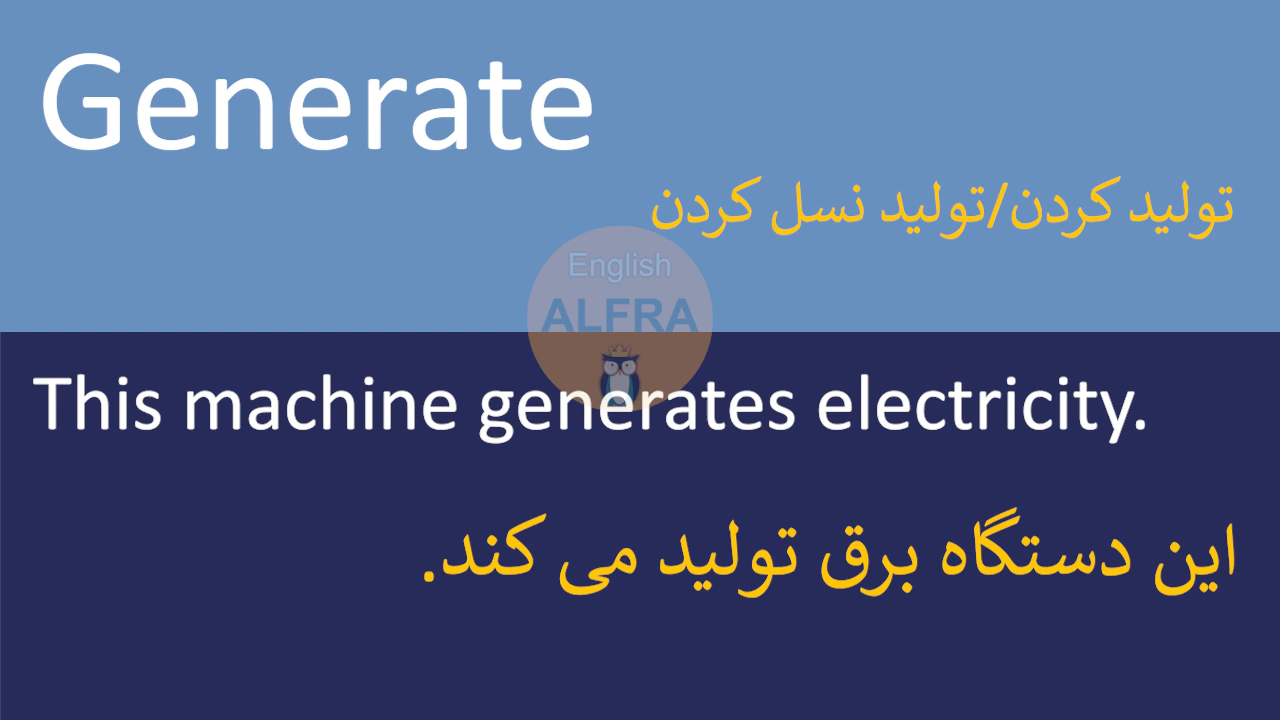 Generate
تولید کردن/تولید نسل کردن
English
ALFRA
This machine generates electricity.
این دستگاه برق تولید می کند.